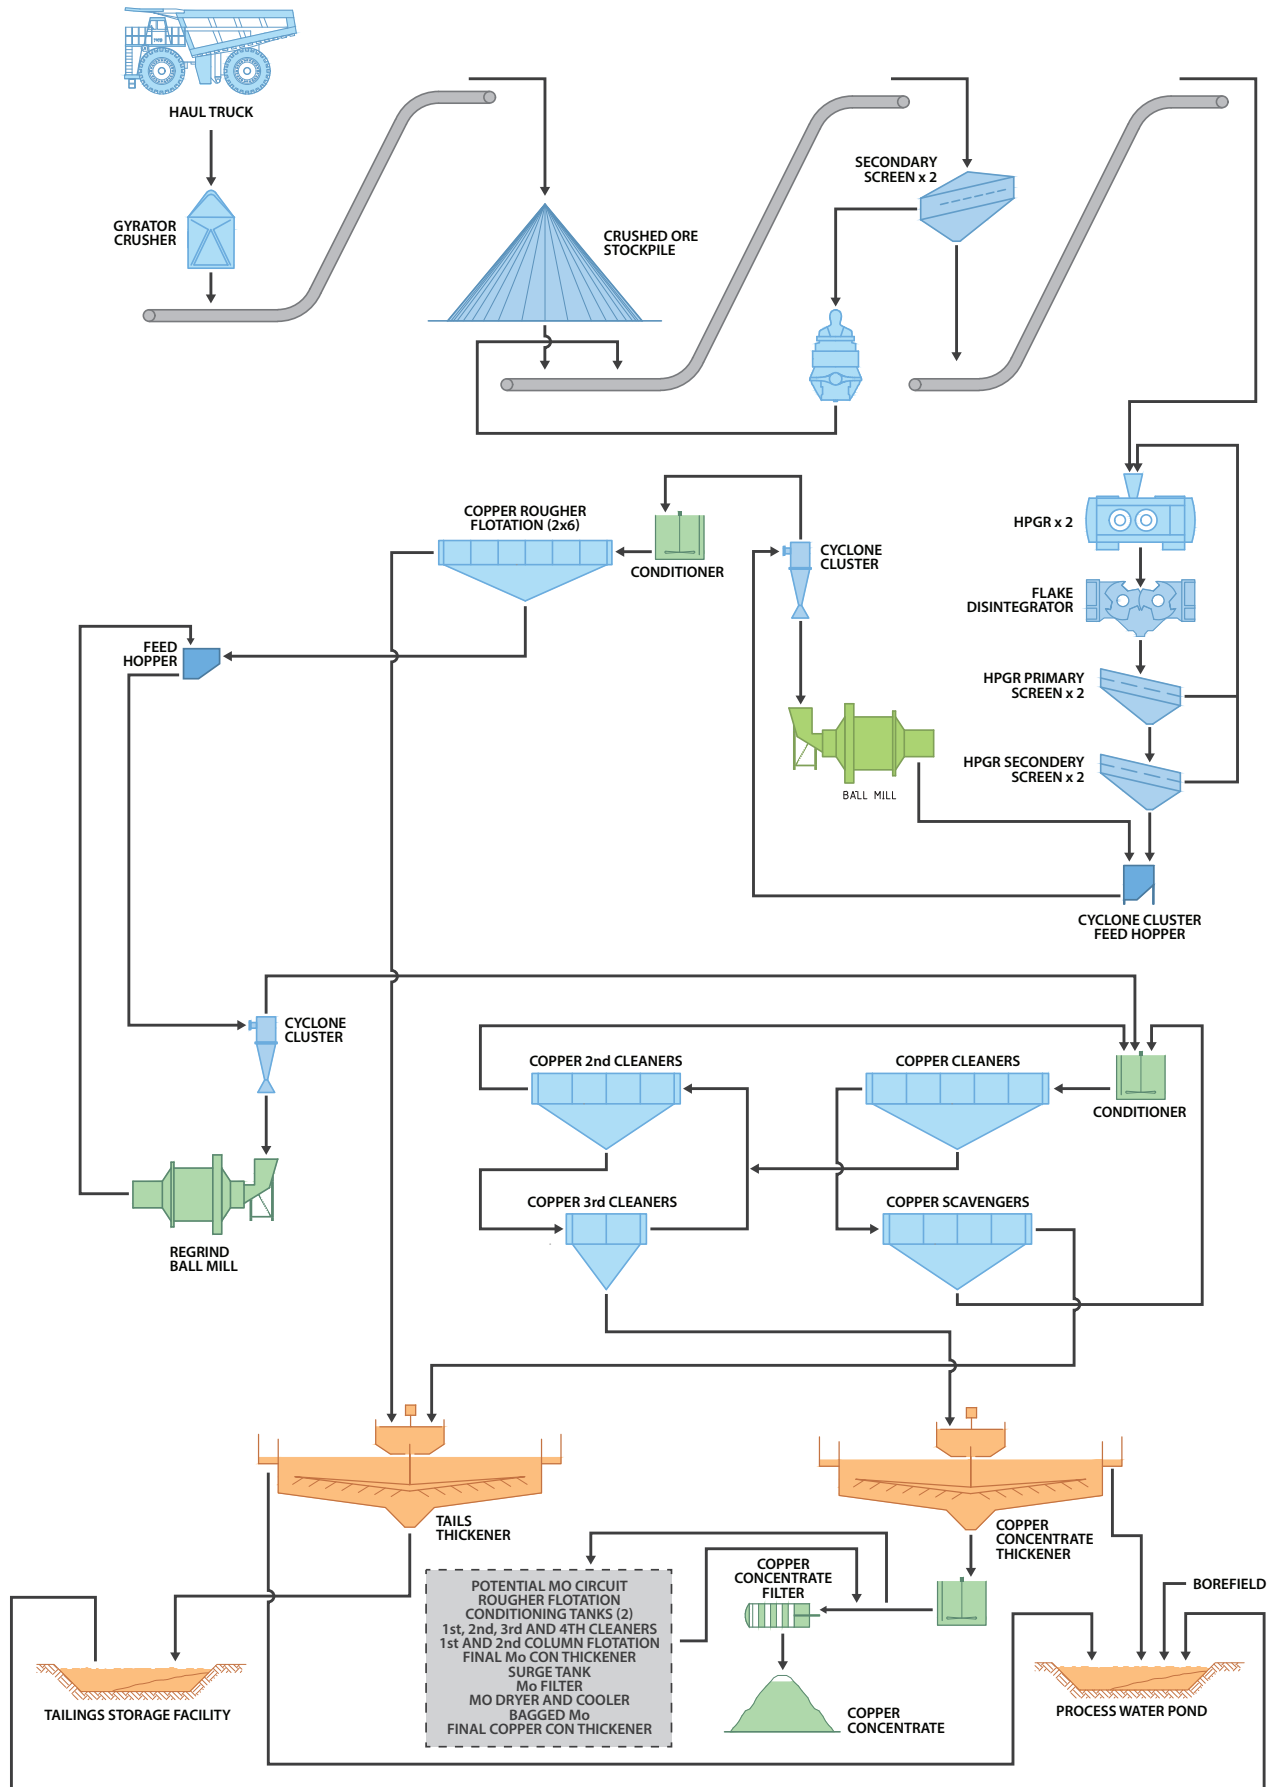 HAUL TRUCK
GYRATOR
CRUSHER
CRUSHED ORE
STOCKPILE
SECONDARY
SCREEN x 2
COPPER ROUGHER
FLOTATION (2x6)
CONDITIONER
CYCLONE
CLUSTER
HPGR x 2
FLAKE
DISINTEGRATOR
FEED
HOPPER
HPGR PRIMARY
SCREEN x 2
HPGR SECONDERY
SCREEN x 2
BALL MILL
CYCLONE CLUSTER
FEED HOPPER
CYCLONE
CLUSTER
COPPER 2nd CLEANERS
COPPER CLEANERS
CONDITIONER
COPPER 3rd CLEANERS
COPPER SCAVENGERS
REGRIND
BALL MILL
TAILS
THICKENER
COPPER
CONCENTRATE
THICKENER
COPPER
CONCENTRATE
FILTER
BOREFIELD
POTENTIAL MO CIRCUIT
ROUGHER FLOTATION
CONDITIONING TANKS (2)
1st, 2nd, 3rd AND 4TH CLEANERS
1st AND 2nd COLUMN FLOTATION
FINAL Mo CON THICKENER
SURGE TANK
Mo FILTER
MO DRYER AND COOLER
BAGGED Mo
FINAL COPPER CON THICKENER
TAILINGS STORAGE FACILITY
COPPER
CONCENTRATE
PROCESS WATER POND